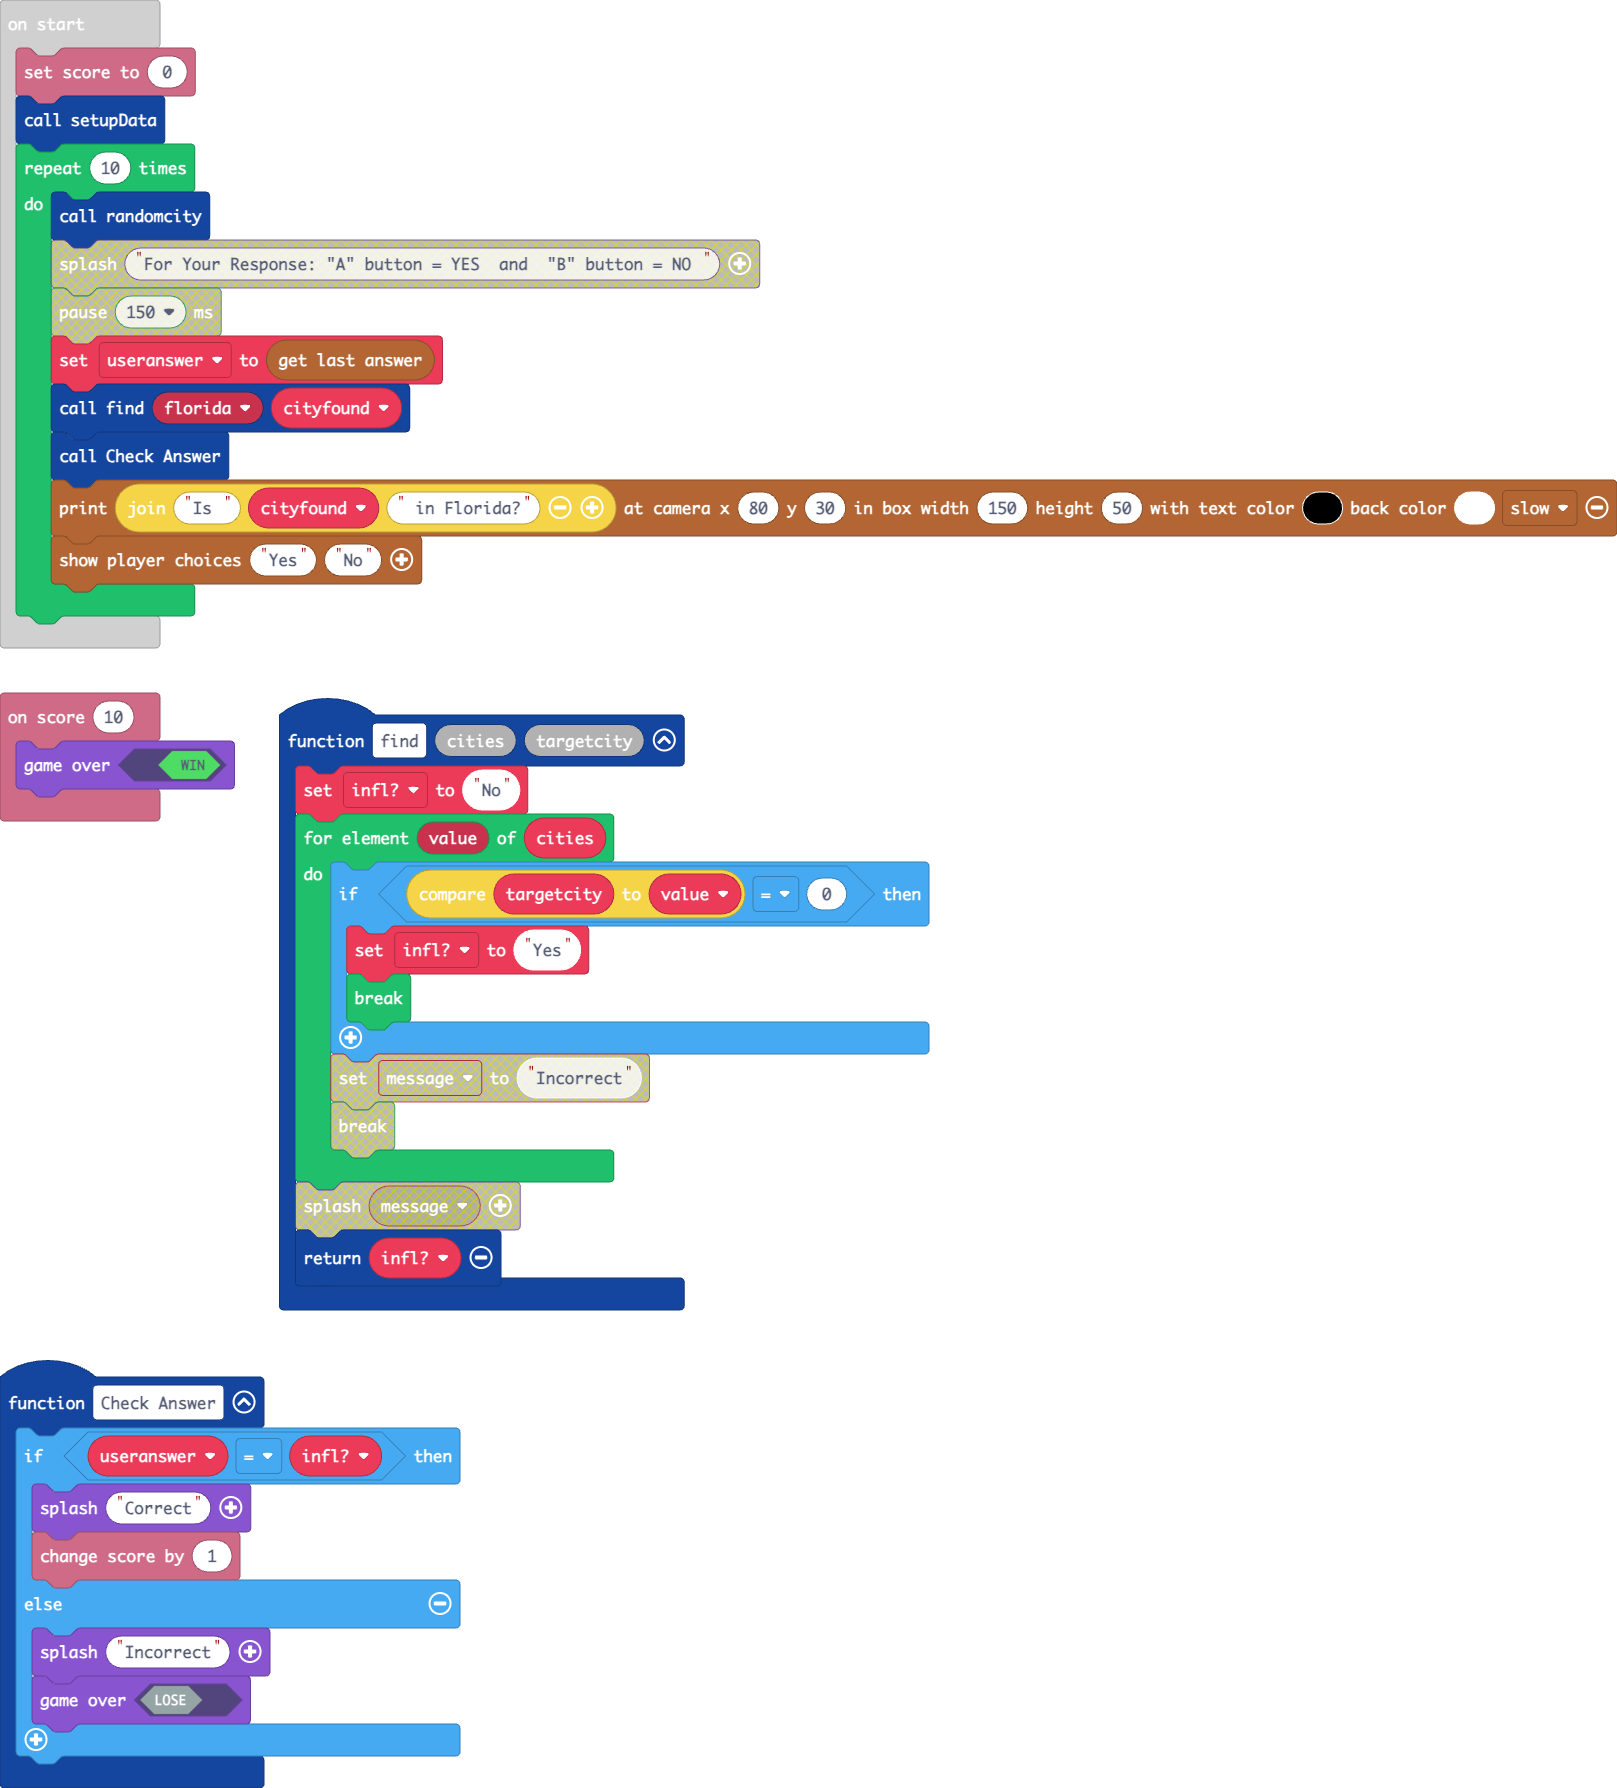 on start
set score to 0
call setupData
repeat 10 times
do
call randomcity
splash "For Your Response: "A" button = YES  and  "B" button = NO "
pause 150 ms
set useranswer to get last answer
call find florida cityfound
call Check Answer
print join "Is " cityfound " in Florida?" at camera x 80 y 30 in box width 150 height 50 with text color back color slow
show player choices "Yes" "No"
on score 10
game over WIN
function find cities targetcity
set infl? to "No"
for element value of cities
do
if compare targetcity to value = 0 then
set infl? to "Yes"
break
set message to "Incorrect"
break
splash message
return infl?
function Check Answer
if useranswer = infl? then
splash "Correct"
change score by 1
else
splash "Incorrect"
game over LOSE